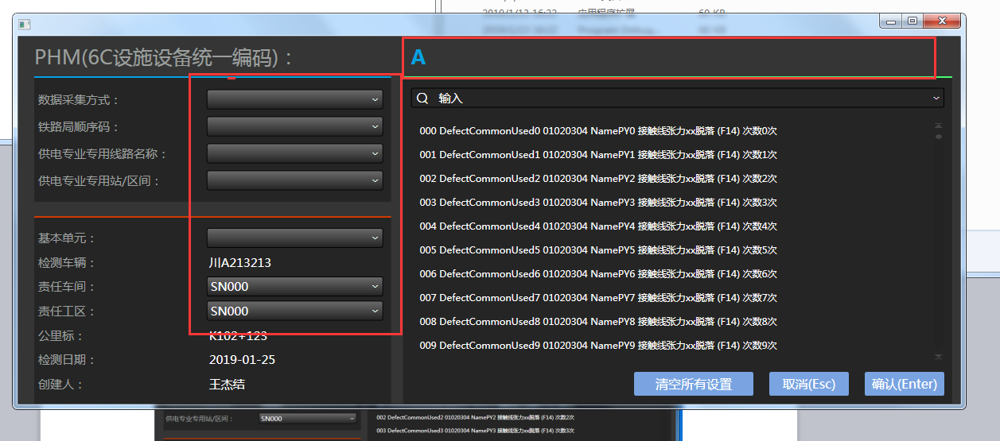 2019/1/13 16:22 应用程序扩展 60 KB
PHM(6C设施设备统一编码)：
A
数据采集方式：
铁路局顺序码：
供电专业专用线路名称：
供电专业专用站/区间：
基本单元：
检测车辆： 川A213213
责任车间： SN000
责任工区： SN000
公里标： K102+123
检测日期： 2019-01-25
创建人： 王杰结
输入
000 DefectCommonUsed0 01020304 NamePY0 接触线张力xx脱落 (F14) 次数0次
001 DefectCommonUsed1 01020304 NamePY1 接触线张力xx脱落 (F14) 次数1次
002 DefectCommonUsed2 01020304 NamePY2 接触线张力xx脱落 (F14) 次数2次
003 DefectCommonUsed3 01020304 NamePY3 接触线张力xx脱落 (F14) 次数3次
004 DefectCommonUsed4 01020304 NamePY4 接触线张力xx脱落 (F14) 次数4次
005 DefectCommonUsed5 01020304 NamePY5 接触线张力xx脱落 (F14) 次数5次
006 DefectCommonUsed6 01020304 NamePY6 接触线张力xx脱落 (F14) 次数6次
007 DefectCommonUsed7 01020304 NamePY7 接触线张力xx脱落 (F14) 次数7次
008 DefectCommonUsed8 01020304 NamePY8 接触线张力xx脱落 (F14) 次数8次
009 DefectCommonUsed9 01020304 NamePY9 接触线张力xx脱落 (F14) 次数9次
清空所有设置 取消(Esc) 确认(Enter)
供电专业专用站/区间： SN000
002 DefectCommonUsed2 01020304 NamePY2 接触线张力xx脱落 (F14) 次数2次
003 DefectCommonUsed3 01020304 NamePY3 接触线张力xx脱落 (F14) 次数3次